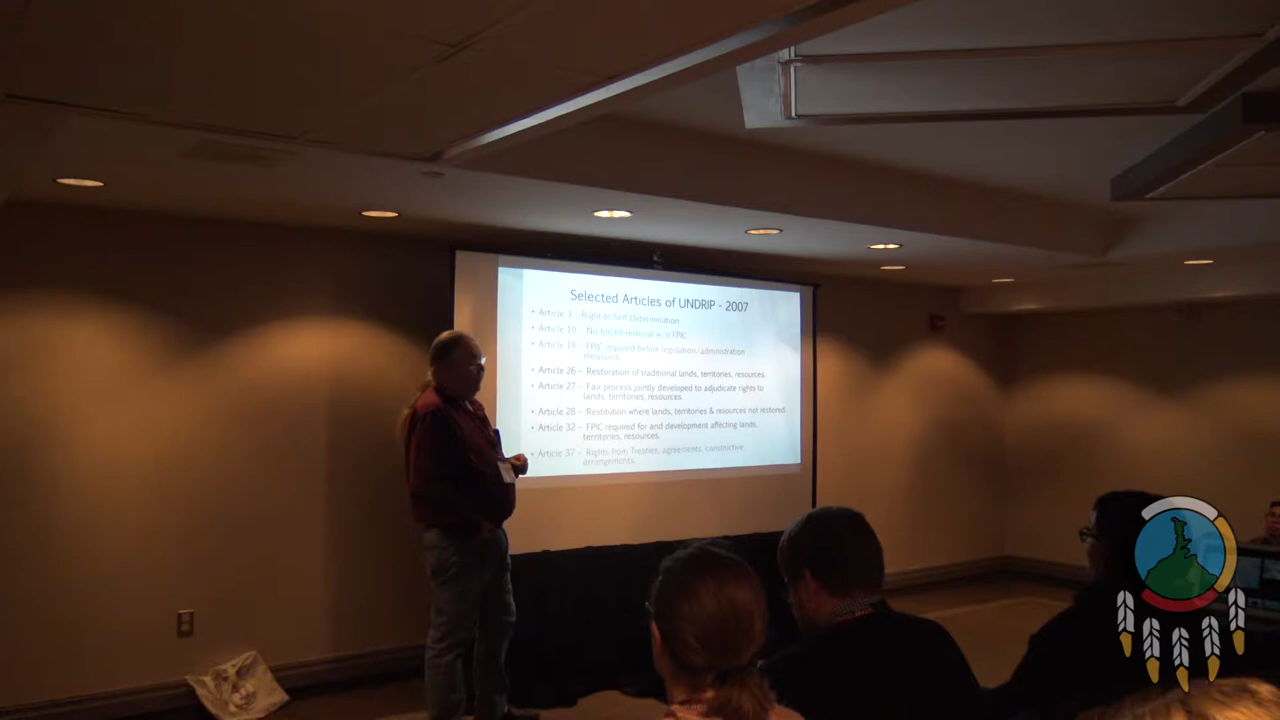 Selected Articles of UNDRIP - 2007
• Article 3 - Right to Self-Determination
• Article 10 - No forced removal w/o FPIC
• Article 19 - FPIC required before legislation/administration
measures.
• Article 26 - Restoration of traditional lands, territories, resources.
• Article 27 - Fair process jointly developed to adjudicate rights to
lands, territories, resources.
• Article 28 - Restitution where lands, territories & resources not restored.
• Article 32 - FPIC required for and development affecting lands,
territories, resources.
• Article 37 - Rights from Treaties, agreements, constructive
arrangements.